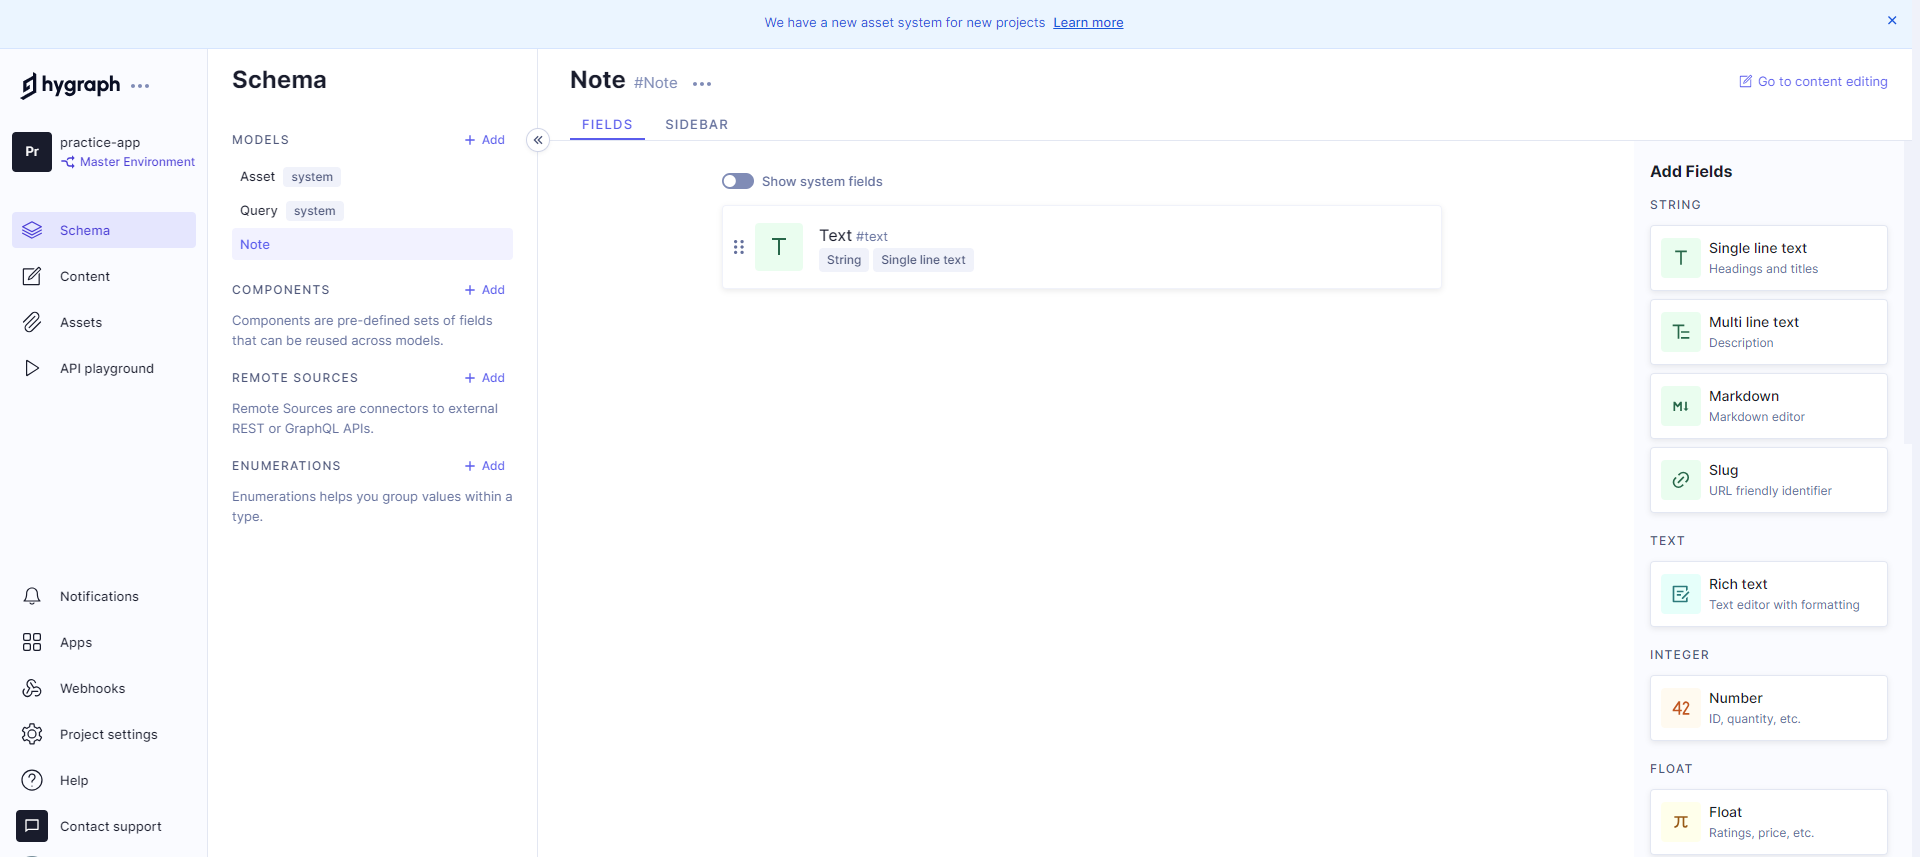 We have a new asset system for new projects Learn more
hygraph
Pr
practice-app
Master Environment
Schema
Content
Assets
API playground
Notifications
Apps
Webhooks
Project settings
Help
Contact support
Schema
MODELS
+ Add
Asset system
Query system
Note
COMPONENTS
+ Add
Components are pre-defined sets of fields
that can be reused across models.
REMOTE SOURCES
+ Add
Remote Sources are connectors to external
REST or GraphQL APIs.
ENUMERATIONS
+ Add
Enumerations helps you group values within a
type.
Note #Note
Go to content editing
FIELDS
SIDEBAR
Show system fields
T
Text #text
String
Single line text
Add Fields
STRING
T
Single line text
Headings and titles
T
Multi line text
Description
M↓
Markdown
Markdown editor
Slug
URL friendly identifier
TEXT
Rich text
Text editor with formatting
INTEGER
42
Number
ID, quantity, etc.
FLOAT
π
Float
Ratings, price, etc.